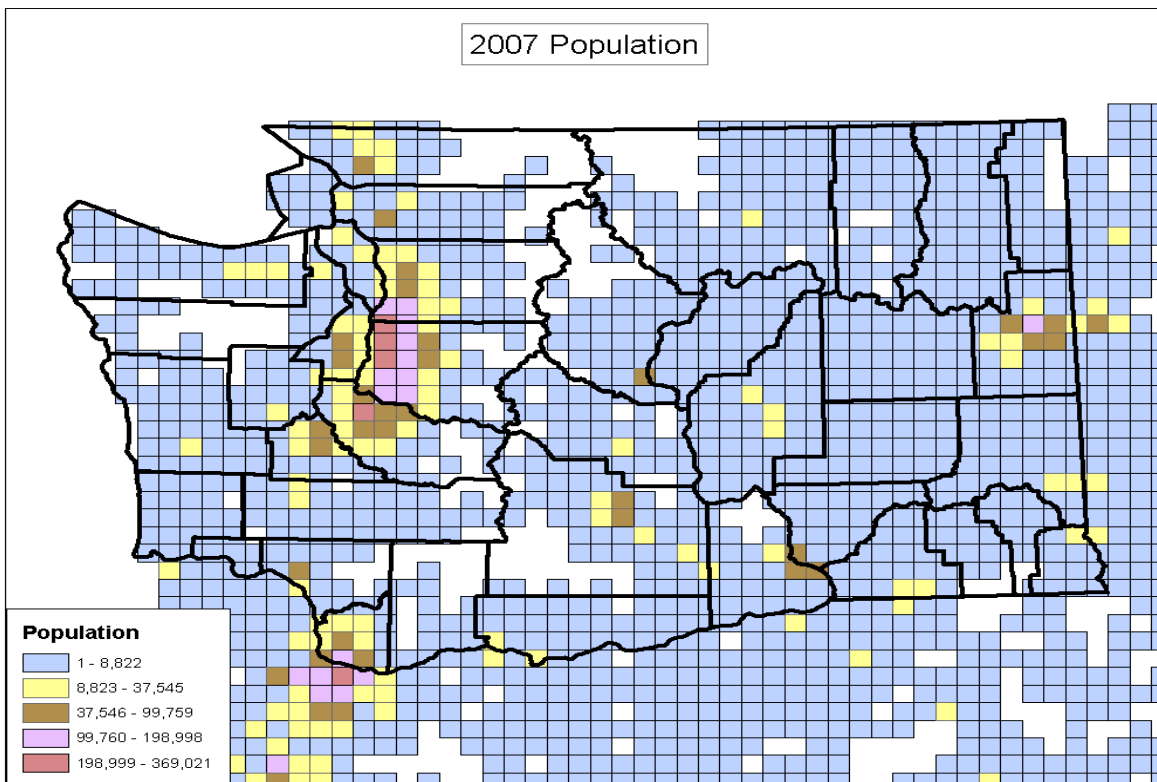 2007 Population
Population
1 - 8,822
8,823 - 37,545
37,546 - 99,759
99,760 - 198,998
198,999 - 369,021